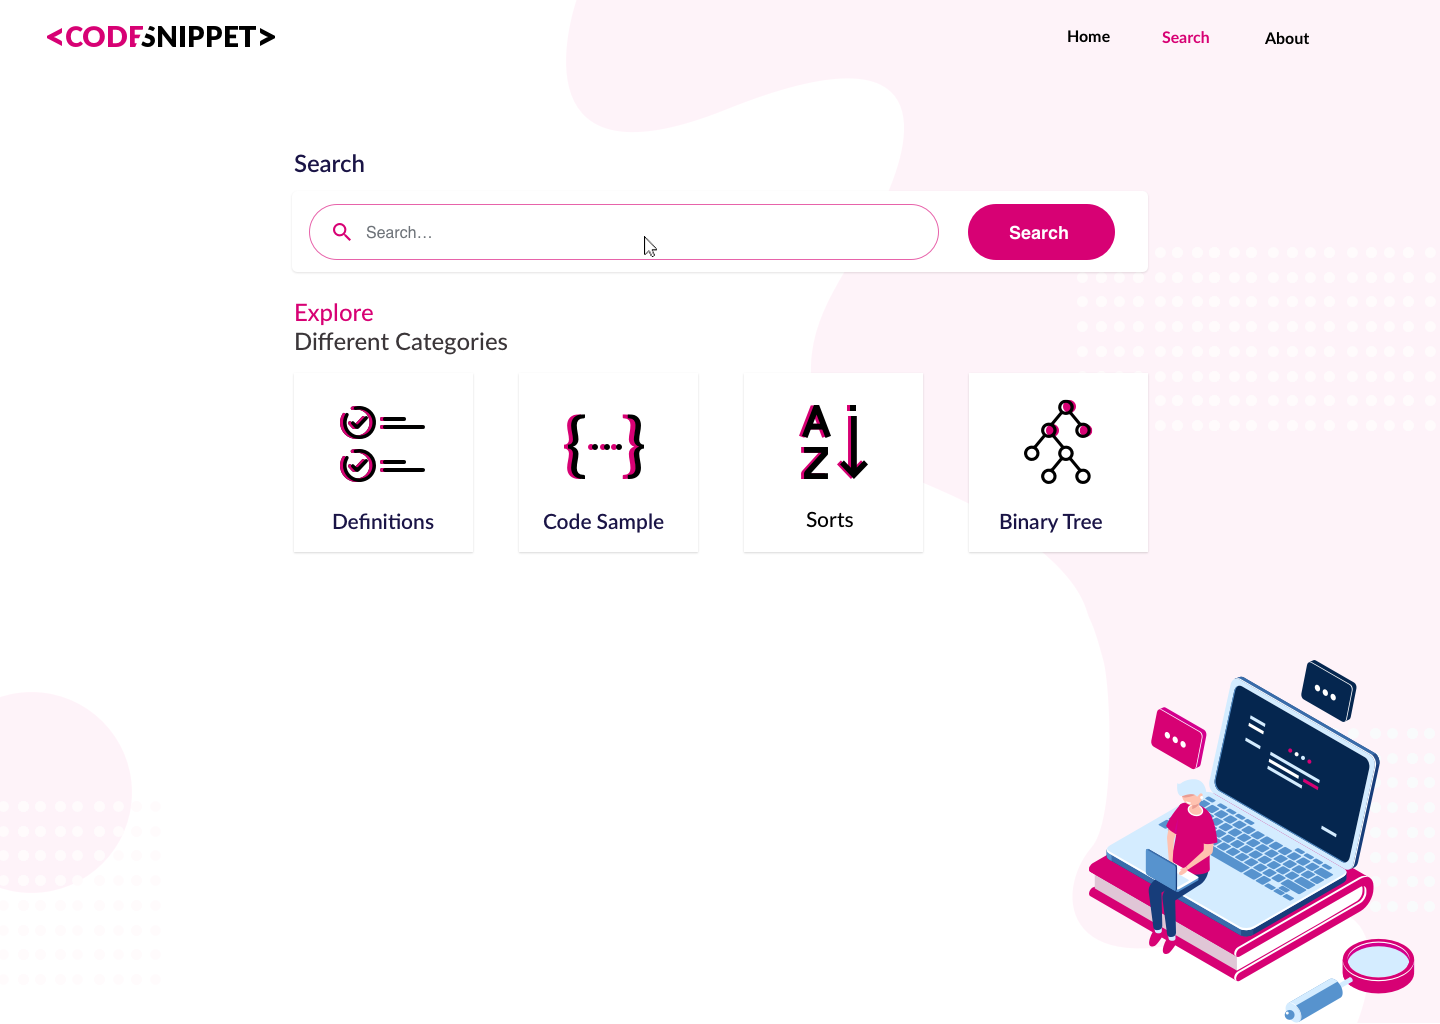 <CODESNIPPET>
Home Search About
Search
Search... Search
Explore
Different Categories
Definitions Code Sample Sorts Binary Tree
A
Z